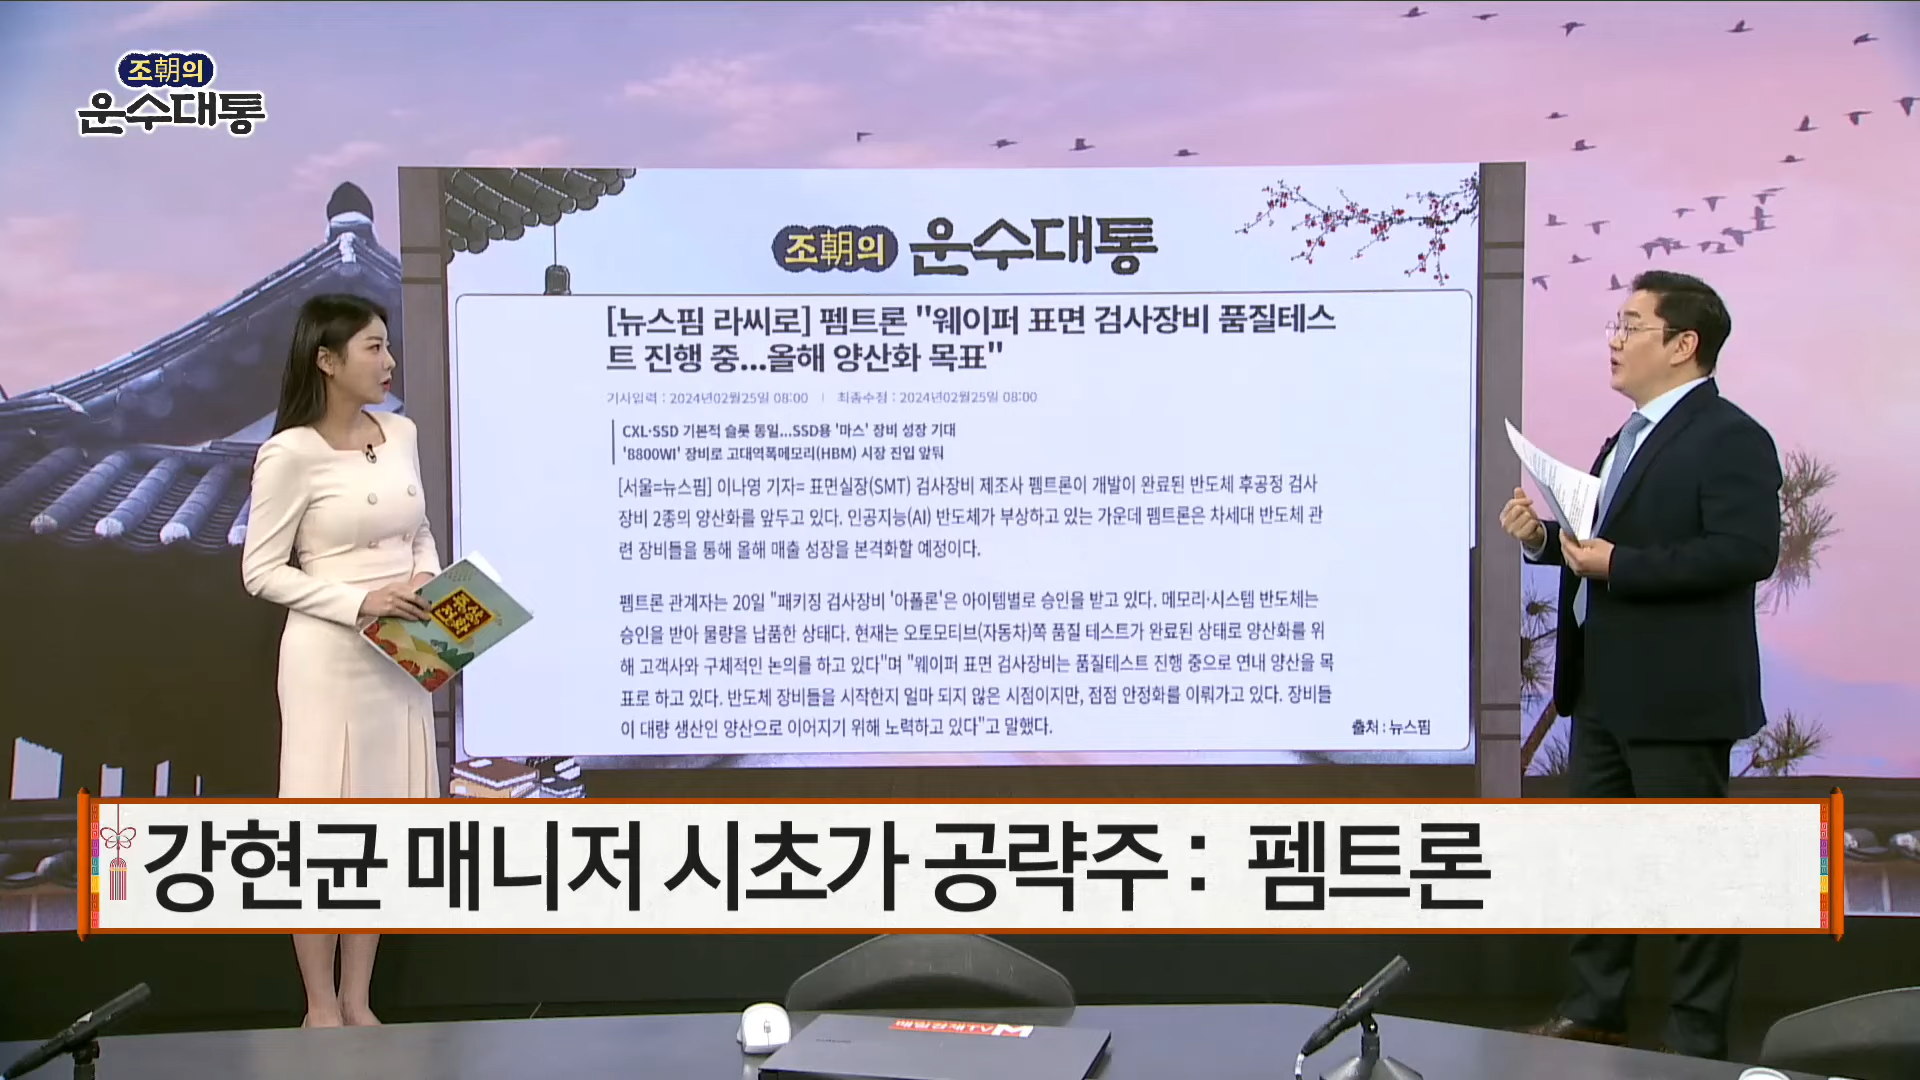 조朝의
운수대통
조朝의 운수대통
[뉴스핌 라씨로] 펨트론 "웨이퍼 표면 검사장비 품질테스
트 진행 중...올해 양산화 목표"
기사입력 : 2024년02월25일 08:00 | 최종수정 : 2024년02월25일 08:00
CXL·SSD 기본적 슬롯 동일...SSD용 '마스' 장비 성장 기대
'8800WI' 장비로 고대역폭메모리(HBM) 시장 진입 앞둬
[서울=뉴스핌] 이나영 기자= 표면실장(SMT) 검사장비 제조사 펨트론이 개발이 완료된 반도체 후공정 검사
장비 2종의 양산화를 앞두고 있다. 인공지능(AI) 반도체가 부상하고 있는 가운데 펨트론은 차세대 반도체 관
련 장비들을 통해 올해 매출 성장을 본격화할 예정이다.
펨트론 관계자는 20일 "패키징 검사장비 '아폴론'은 아이템별로 승인을 받고 있다. 메모리·시스템 반도체는
승인을 받아 물량을 납품한 상태다. 현재는 오토모티브(자동차)쪽 품질 테스트가 완료된 상태로 양산화를 위
해 고객사와 구체적인 논의를 하고 있다"며 "웨이퍼 표면 검사장비는 품질테스트 진행 중으로 연내 양산을 목
표로 하고 있다. 반도체 장비들을 시작한지 얼마 되지 않은 시점이지만, 점점 안정화를 이뤄가고 있다. 장비들
이 대량 생산인 양산으로 이어지기 위해 노력하고 있다"고 말했다.
출처 : 뉴스핌
강현균 매니저 시초가 공략주 : 펨트론